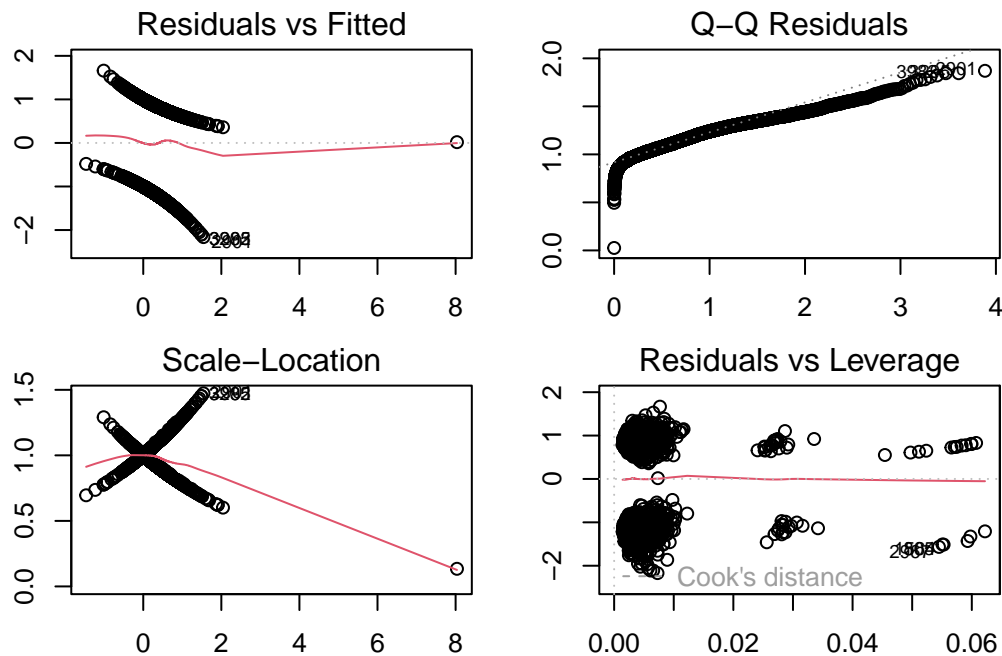 Residuals vs Fitted
2
1
0
−2
0 2 4 6 8
Q−Q Residuals
3901
2.0
1.0
0.0
0 1 2 3 4
Scale−Location
1.5
1.0
0.5
0.0
0 2 4 6 8
Residuals vs Leverage
2
1
0
−2
Cook's distance
0.00 0.02 0.04 0.06